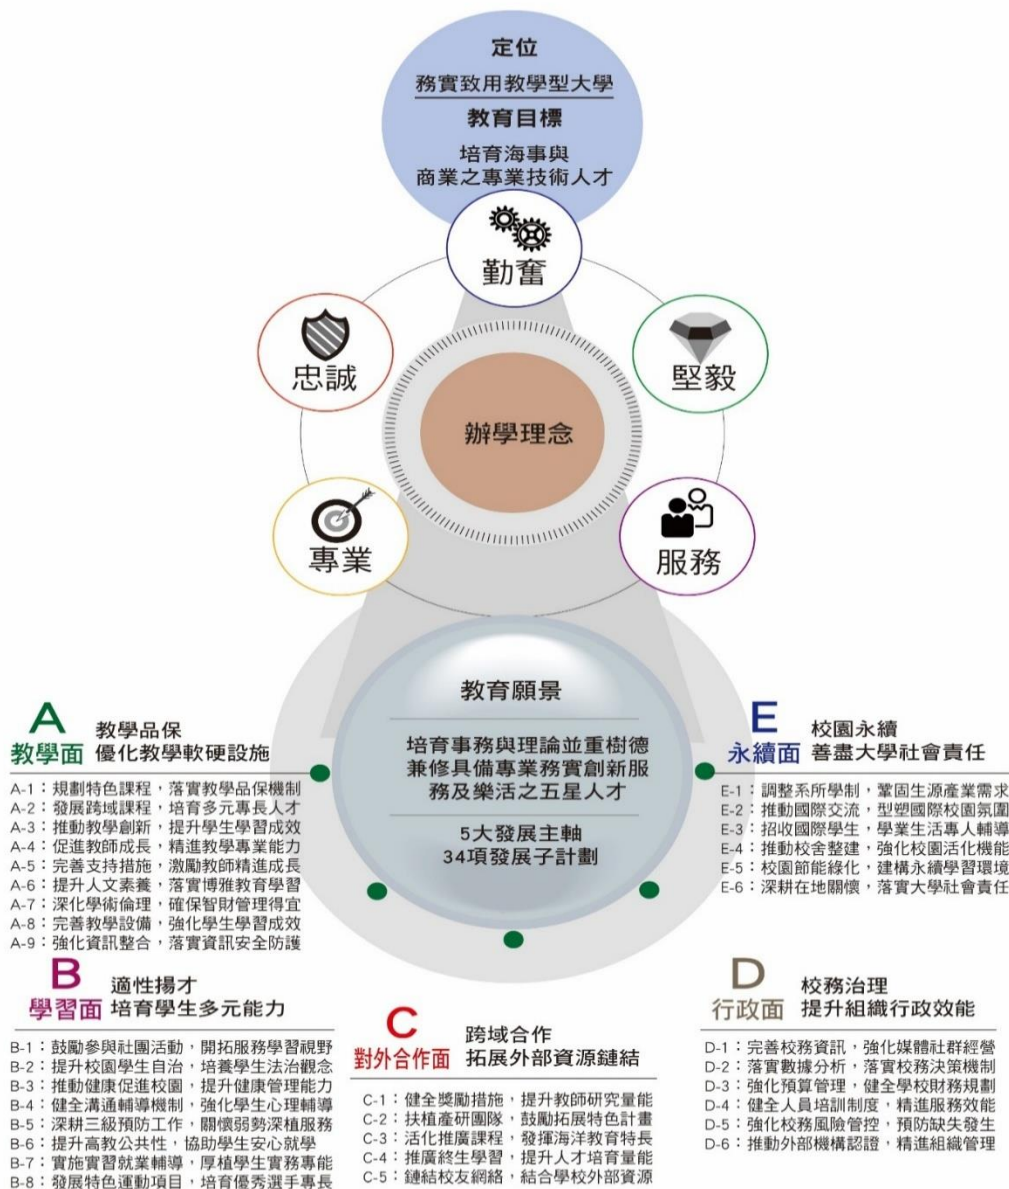 定位
務實致用教學型大學
教育目標
培育海事與
商業之專業技術人才
勤奮
忠誠
堅毅
辦學理念
專業
服務
教育願景
培育事務與理論並重樹德
兼修具備專業務實創新服
務及樂活之五星人才
5大發展主軸
34項發展子計劃
A
教學面
教學品保
優化教學軟硬設施
A-1：規劃特色課程，落實教學品保機制
A-2：發展跨域課程，培育多元專長人才
A-3：推動教學創新，提升學生學習成效
A-4：促進教師成長，精進教學專業能力
A-5：完善支持措施，激勵教師精進成長
A-6：提升人文素養，落實博雅教育學習
A-7：深化學術倫理，確保智財管理得宜
A-8：完善教學設備，強化學生學習成效
A-9：強化資訊整合，落實資訊安全防護
E
永續面
校園永續
善盡大學社會責任
E-1：調整系所學制，鞏固生源產業需求
E-2：推動國際交流，型塑國際校園氛圍
E-3：招收國際學生，學業生活專人輔導
E-4：推動校舍整建，強化校園活化機能
E-5：校園節能綠化，建構永續學習環境
E-6：深耕在地關懷，落實大學社會責任
B
學習面
適性揚才
培育學生多元能力
B-1：鼓勵參與社團活動，開拓服務學習視野
B-2：提升校園學生自治，培養學生法治觀念
B-3：推動健康促進校園，提升健康管理能力
B-4：健全溝通輔導機制，強化學生心理輔導
B-5：深耕三級預防工作，關懷弱勢深植服務
B-6：提升高教公共性，協助學生安心就學
B-7：實施實習就業輔導，厚植學生實務專能
B-8：發展特色運動項目，培育優秀選手專長
C
對外合作面
跨域合作
拓展外部資源鏈結
C-1：健全獎勵措施，提升教師研究量能
C-2：扶植產研團隊，鼓勵拓展特色計畫
C-3：活化推廣課程，發揮海洋教育特長
C-4：推廣終生學習，提升人才培育量能
C-5：鏈結校友網絡，結合學校外部資源
D
行政面
校務治理
提升組織行政效能
D-1：完善校務資訊，強化媒體社群經營
D-2：落實數據分析，落實校務決策機制
D-3：強化預算管理，健全學校財務規劃
D-4：健全人員培訓制度，精進服務效能
D-5：強化校務風險管控，預防缺失發生
D-6：推動外部機構認證，精進組織管理